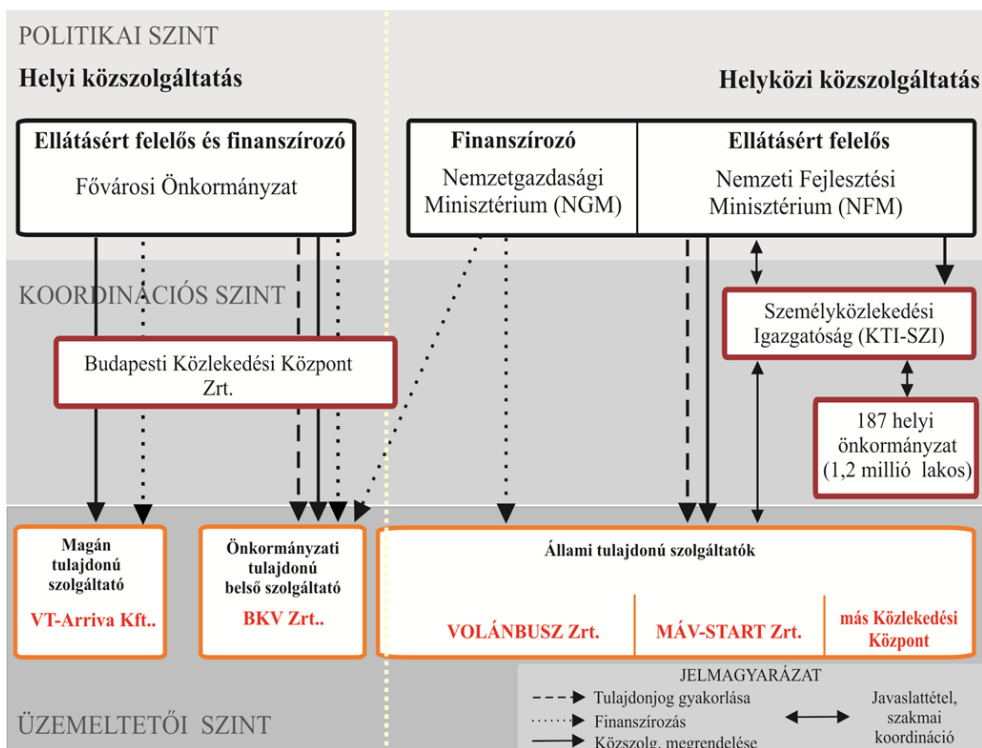 POLITIKAI SZINT
Helyi közszolgáltatás
Helyközi közszolgáltatás
Ellátásért felelős és finanszírozó
Fővárosi Önkormányzat
Finanszírozó
Nemzetgazdasági
Minisztérium (NGM)
Ellátásért felelős
Nemzeti Fejlesztési
Minisztérium (NFM)
KOORDINÁCIÓS SZINT
Budapesti Közlekedési Központ
Zrt.
Személyközlekedési
Igazgatóság (KTI-SZI)
187 helyi
önkormányzat
(1,2 millió lakos)
Magán
tulajdonú
szolgáltató
VT-Arriva Kft..
Önkormányzati
tulajdonú
belső szolgáltató
BKV Zrt..
Állami tulajdonú szolgáltatók
VOLÁNBUSZ Zrt.
MÁV-START Zrt.
más Közlekedési
Központ
ÜZEMELTETŐI SZINT
JELMAGYARÁZAT
Tulajdonjog gyakorlása
Finanszírozás
Közszolg. megrendelése
Javaslattétel,
szakmai
koordináció